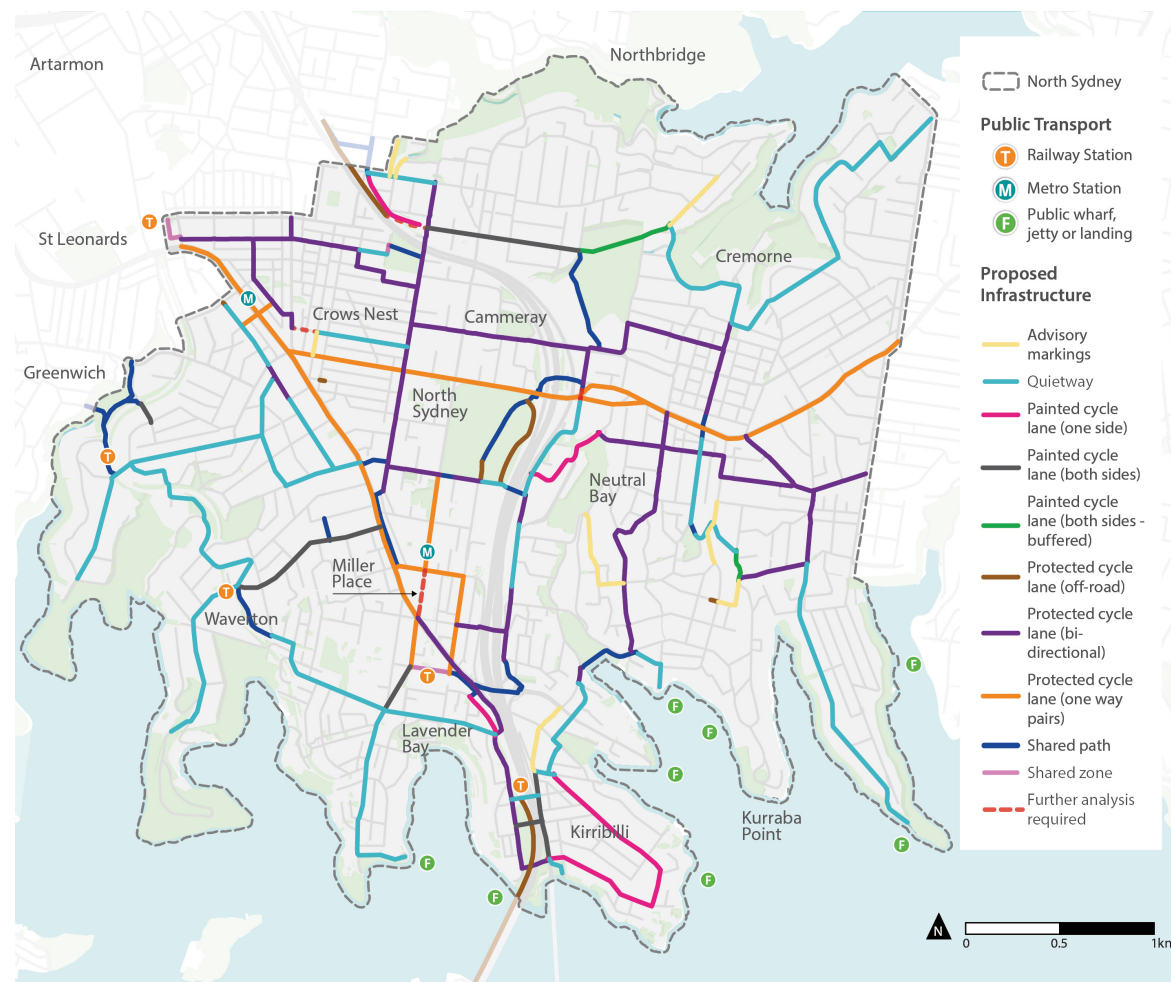 Artarmon
Northbridge
St Leonards
T
M
Crows Nest
Cammeray
Cremorne
Greenwich
North
Sydney
T
Neutral
Bay
M
Miller
Place
T
Waverton
T
Lavender
Bay
T
Kirribilli
Kurraba
Point
F
F
F
F
F
F
F
F
North Sydney
Public Transport
T Railway Station
M Metro Station
F Public wharf,
jetty or landing
Proposed
Infrastructure
Advisory
markings
Quietway
Painted cycle
lane (one side)
Painted cycle
lane (both sides)
Painted cycle
lane (both sides -
buffered)
Protected cycle
lane (off-road)
Protected cycle
lane (bi-
directional)
Protected cycle
lane (one way
pairs)
Shared path
Shared zone
Further analysis
required
N
0 0.5 1km